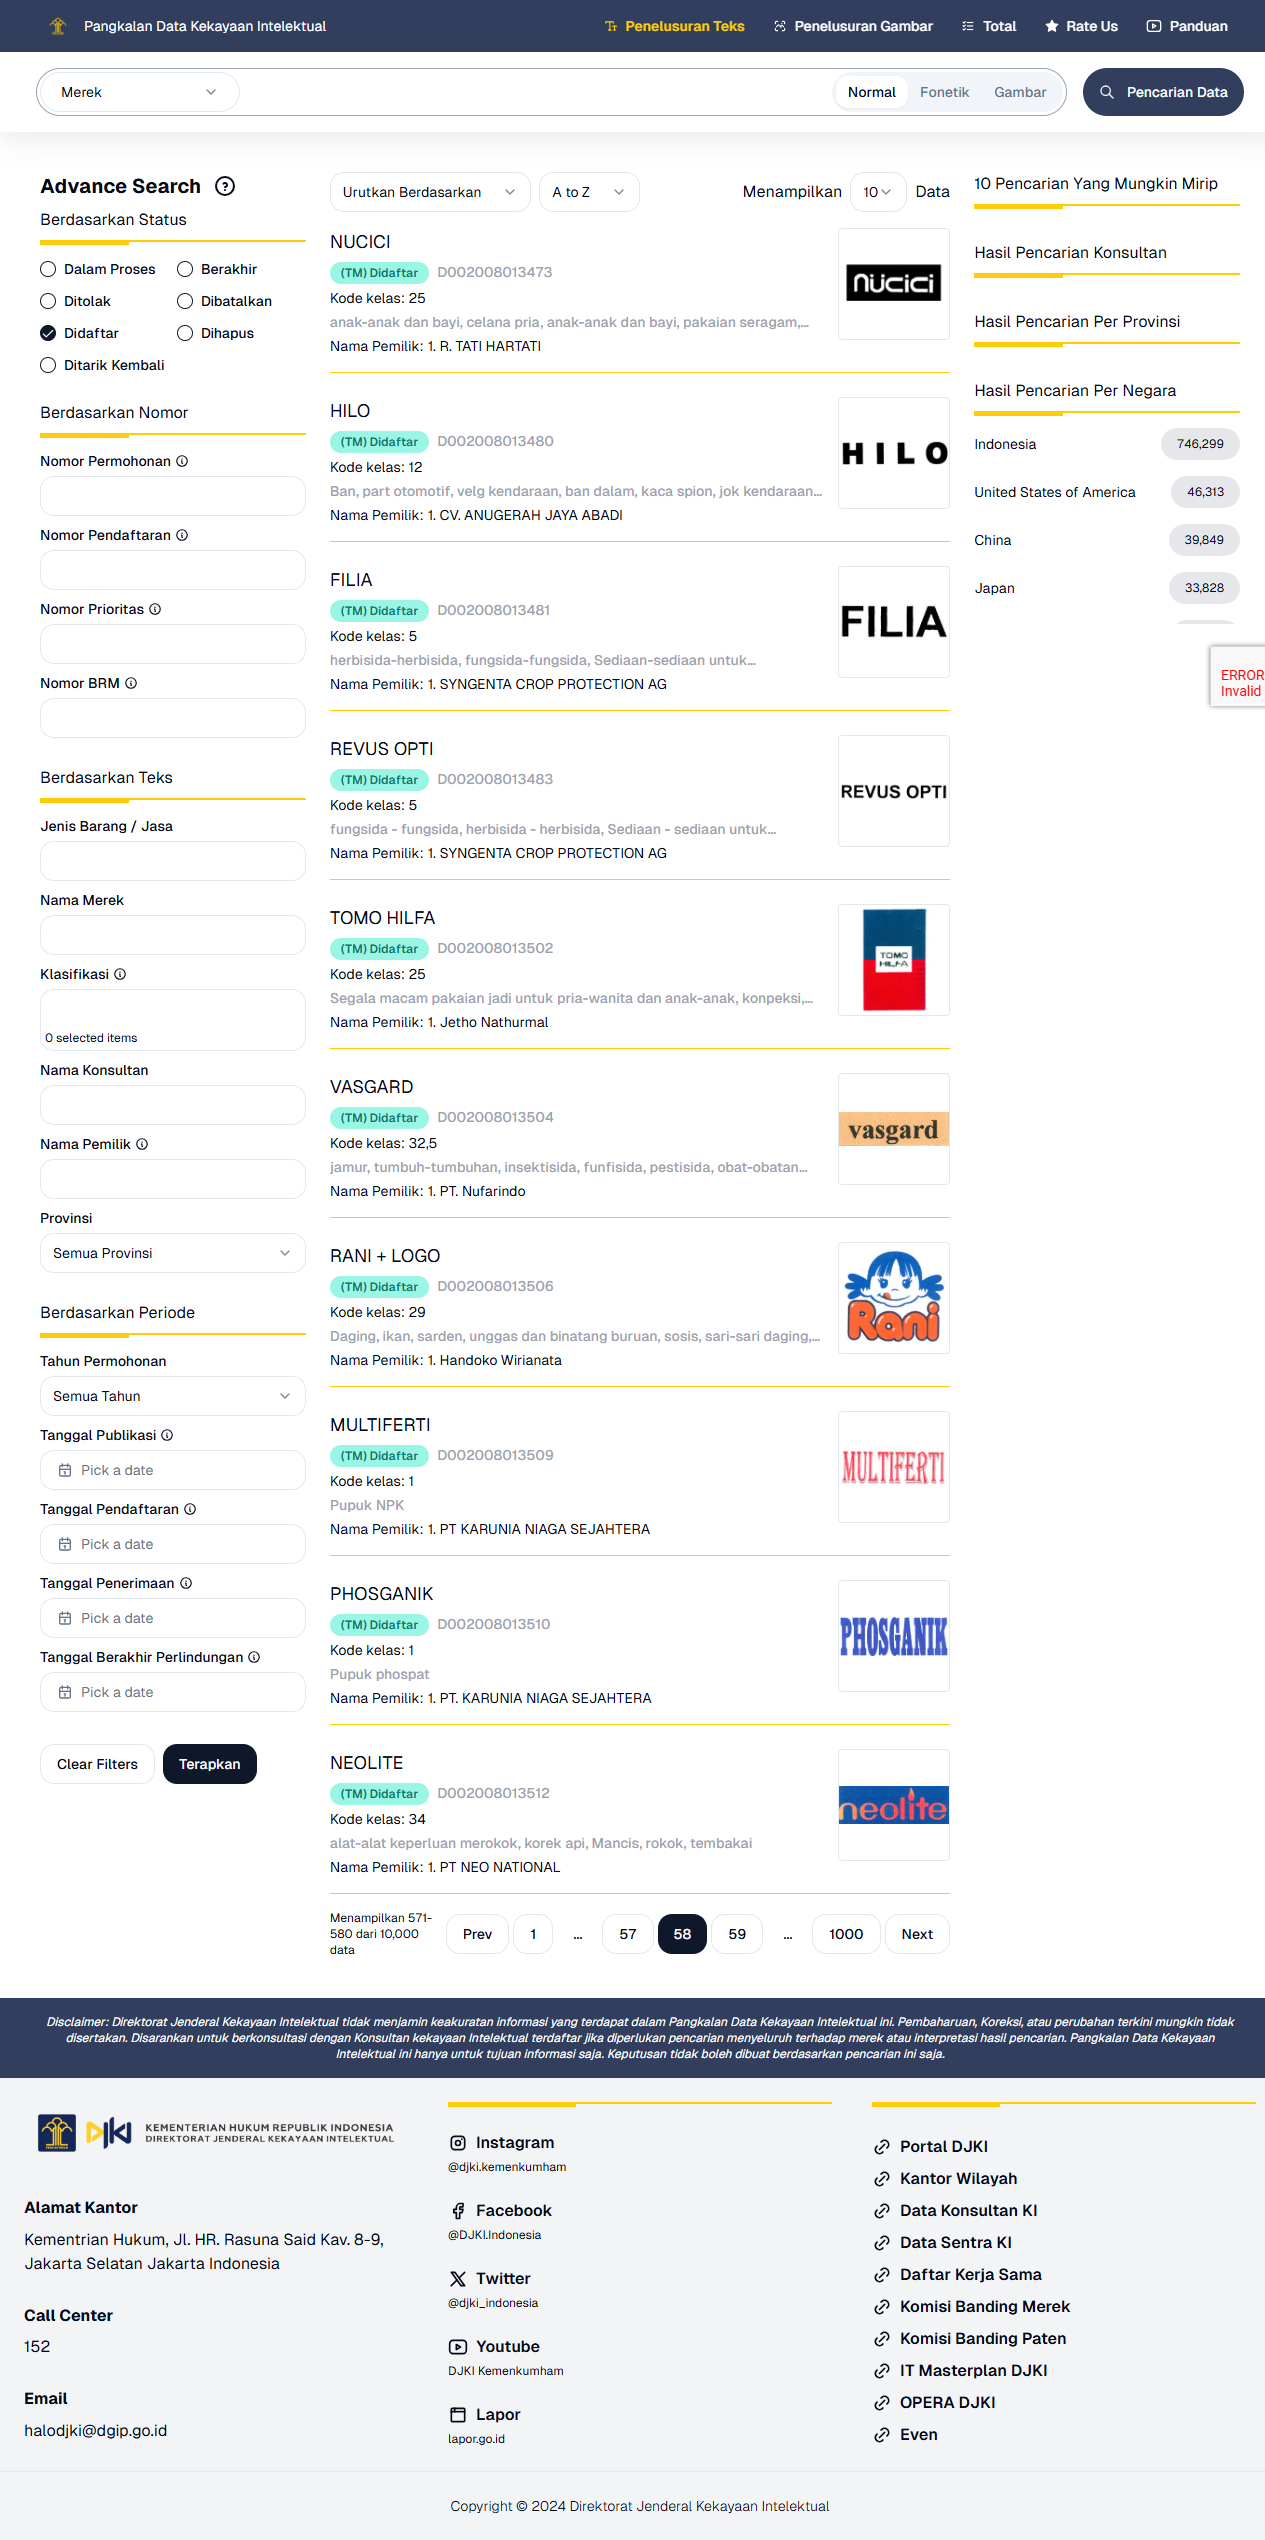 Pangkalan Data Kekayaan Intelektual
Penelusuran Teks
Penelusuran Gambar
Total
Rate Us
Panduan
Merek
Normal
Fonetik
Gambar
Pencarian Data
Advance Search
Berdasarkan Status
Dalam Proses
Berakhir
Ditolak
Dibatalkan
Didaftar
Dihapus
Ditarik Kembali
Berdasarkan Nomor
Nomor Permohonan
Nomor Pendaftaran
Nomor Prioritas
Nomor BRM
Berdasarkan Teks
Jenis Barang / Jasa
Nama Merek
Klasifikasi
0 selected items
Nama Konsultan
Nama Pemilik
Provinsi
Semua Provinsi
Berdasarkan Periode
Tahun Permohonan
Semua Tahun
Tanggal Publikasi
Pick a date
Tanggal Pendaftaran
Pick a date
Tanggal Penerimaan
Pick a date
Tanggal Berakhir Perlindungan
Pick a date
Clear Filters
Terapkan
Urutkan Berdasarkan
A to Z
Menampilkan
10
Data
NUCICI
(TM) Didaftar D002008013473
Kode kelas: 25
anak-anak dan bayi, celana pria, anak-anak dan bayi, pakaian seragam,...
Nama Pemilik: 1. R. TATI HARTATI
nucici
HILO
(TM) Didaftar D002008013480
Kode kelas: 12
Ban, part otomotif, velg kendaraan, ban dalam, kaca spion, jok kendaraan...
Nama Pemilik: 1. CV. ANUGERAH JAYA ABADI
HILO
FILIA
(TM) Didaftar D002008013481
Kode kelas: 5
herbisida-herbisida, fungsida-fungsida, Sediaan-sediaan untuk...
Nama Pemilik: 1. SYNGENTA CROP PROTECTION AG
FILIA
REVUS OPTI
(TM) Didaftar D002008013483
Kode kelas: 5
fungsida - fungsida, herbisida - herbisida, Sediaan - sediaan untuk...
Nama Pemilik: 1. SYNGENTA CROP PROTECTION AG
REVUS OPTI
TOMO HILFA
(TM) Didaftar D002008013502
Kode kelas: 25
Segala macam pakaian jadi untuk pria-wanita dan anak-anak, konpeksi,...
Nama Pemilik: 1. Jetho Nathurmal
TOMO
HILFA
VASGARD
(TM) Didaftar D002008013504
Kode kelas: 32,5
jamur, tumbuh-tumbuhan, insektisida, funfisida, pestisida, obat-obatan...
Nama Pemilik: 1. PT. Nufarindo
vasgard
RANI + LOGO
(TM) Didaftar D002008013506
Kode kelas: 29
Daging, ikan, sarden, unggas dan binatang buruan, sosis, sari-sari daging,...
Nama Pemilik: 1. Handoko Wirianata
Rani
MULTIFERTI
(TM) Didaftar D002008013509
Kode kelas: 1
Pupuk NPK
Nama Pemilik: 1. PT KARUNIA NIAGA SEJAHTERA
MULTIFERTI
PHOSGANIK
(TM) Didaftar D002008013510
Kode kelas: 1
Pupuk phospat
Nama Pemilik: 1. PT. KARUNIA NIAGA SEJAHTERA
PHOSGANIK
NEOLITE
(TM) Didaftar D002008013512
Kode kelas: 34
alat-alat keperluan merokok, korek api, Mancis, rokok, tembakai
Nama Pemilik: 1. PT NEO NATIONAL
neolite
Menampilkan 571-
580 dari 10,000
data
Prev 1 ... 57 58 59 ... 1000 Next
10 Pencarian Yang Mungkin Mirip
Hasil Pencarian Konsultan
Hasil Pencarian Per Provinsi
Hasil Pencarian Per Negara
Indonesia 746,299
United States of America 46,313
China 39,849
Japan 33,828
ERROR
Invalid
Disclaimer: Direktorat Jenderal Kekayaan Intelektual tidak menjamin keakuratan informasi yang terdapat dalam Pangkalan Data Kekayaan Intelektual ini. Pembaharuan, Koreksi, atau perubahan terkini mungkin tidak
disertakan. Disarankan untuk berkonsultasi dengan Konsultan kekayaan Intelektual terdaftar jika diperlukan pencarian menyeluruh terhadap merek atau interpretasi hasil pencarian. Pangkalan Data Kekayaan
Intelektual ini hanya untuk tujuan informasi saja. Keputusan tidak boleh dibuat berdasarkan pencarian ini saja.
KEMENTERIAN HUKUM REPUBLIK INDONESIA
DIREKTORAT JENDERAL KEKAYAAN INTELEKTUAL
Alamat Kantor
Kementrian Hukum, Jl. HR. Rasuna Said Kav. 8-9,
Jakarta Selatan Jakarta Indonesia
Call Center
152
Email
halodjki@dgip.go.id
Instagram
@djki.kemenkumham
Facebook
@DJKI.Indonesia
Twitter
@djki_indonesia
Youtube
DJKI Kemenkumham
Lapor
lapor.go.id
Portal DJKI
Kantor Wilayah
Data Konsultan KI
Data Sentra KI
Daftar Kerja Sama
Komisi Banding Merek
Komisi Banding Paten
IT Masterplan DJKI
OPERA DJKI
Even
Copyright © 2024 Direktorat Jenderal Kekayaan Intelektual